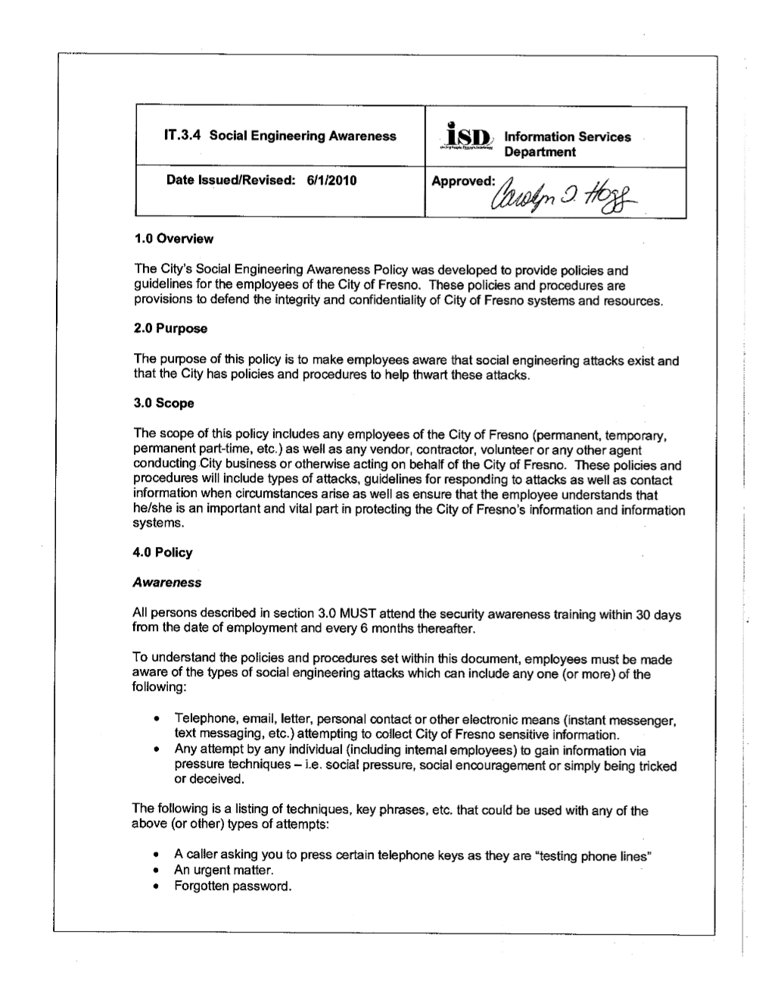 IT.3.4 Social Engineering Awareness
iSD Information Services
Department
Date Issued/Revised: 6/1/2010
Approved: Carolyn D. Hogg
1.0 Overview
The City's Social Engineering Awareness Policy was developed to provide policies and
guidelines for the employees of the City of Fresno. These policies and procedures are
provisions to defend the integrity and confidentiality of City of Fresno systems and resources.
2.0 Purpose
The purpose of this policy is to make employees aware that social engineering attacks exist and
that the City has policies and procedures to help thwart these attacks.
3.0 Scope
The scope of this policy includes any employees of the City of Fresno (permanent, temporary,
permanent part-time, etc.) as well as any vendor, contractor, volunteer or any other agent
conducting City business or otherwise acting on behalf of the City of Fresno. These policies and
procedures will include types of attacks, guidelines for responding to attacks as well as contact
information when circumstances arise as well as ensure that the employee understands that
he/she is an important and vital part in protecting the City of Fresno's information and information
systems.
4.0 Policy
Awareness
All persons described in section 3.0 MUST attend the security awareness training within 30 days
from the date of employment and every 6 months thereafter.
To understand the policies and procedures set within this document, employees must be made
aware of the types of social engineering attacks which can include any one (or more) of the
following:
• Telephone, email, letter, personal contact or other electronic means (instant messenger,
text messaging, etc.) attempting to collect City of Fresno sensitive information.
• Any attempt by any individual (including internal employees) to gain information via
pressure techniques – i.e. social pressure, social encouragement or simply being tricked
or deceived.
The following is a listing of techniques, key phrases, etc. that could be used with any of the
above (or other) types of attempts:
• A caller asking you to press certain telephone keys as they are "testing phone lines"
• An urgent matter.
• Forgotten password.